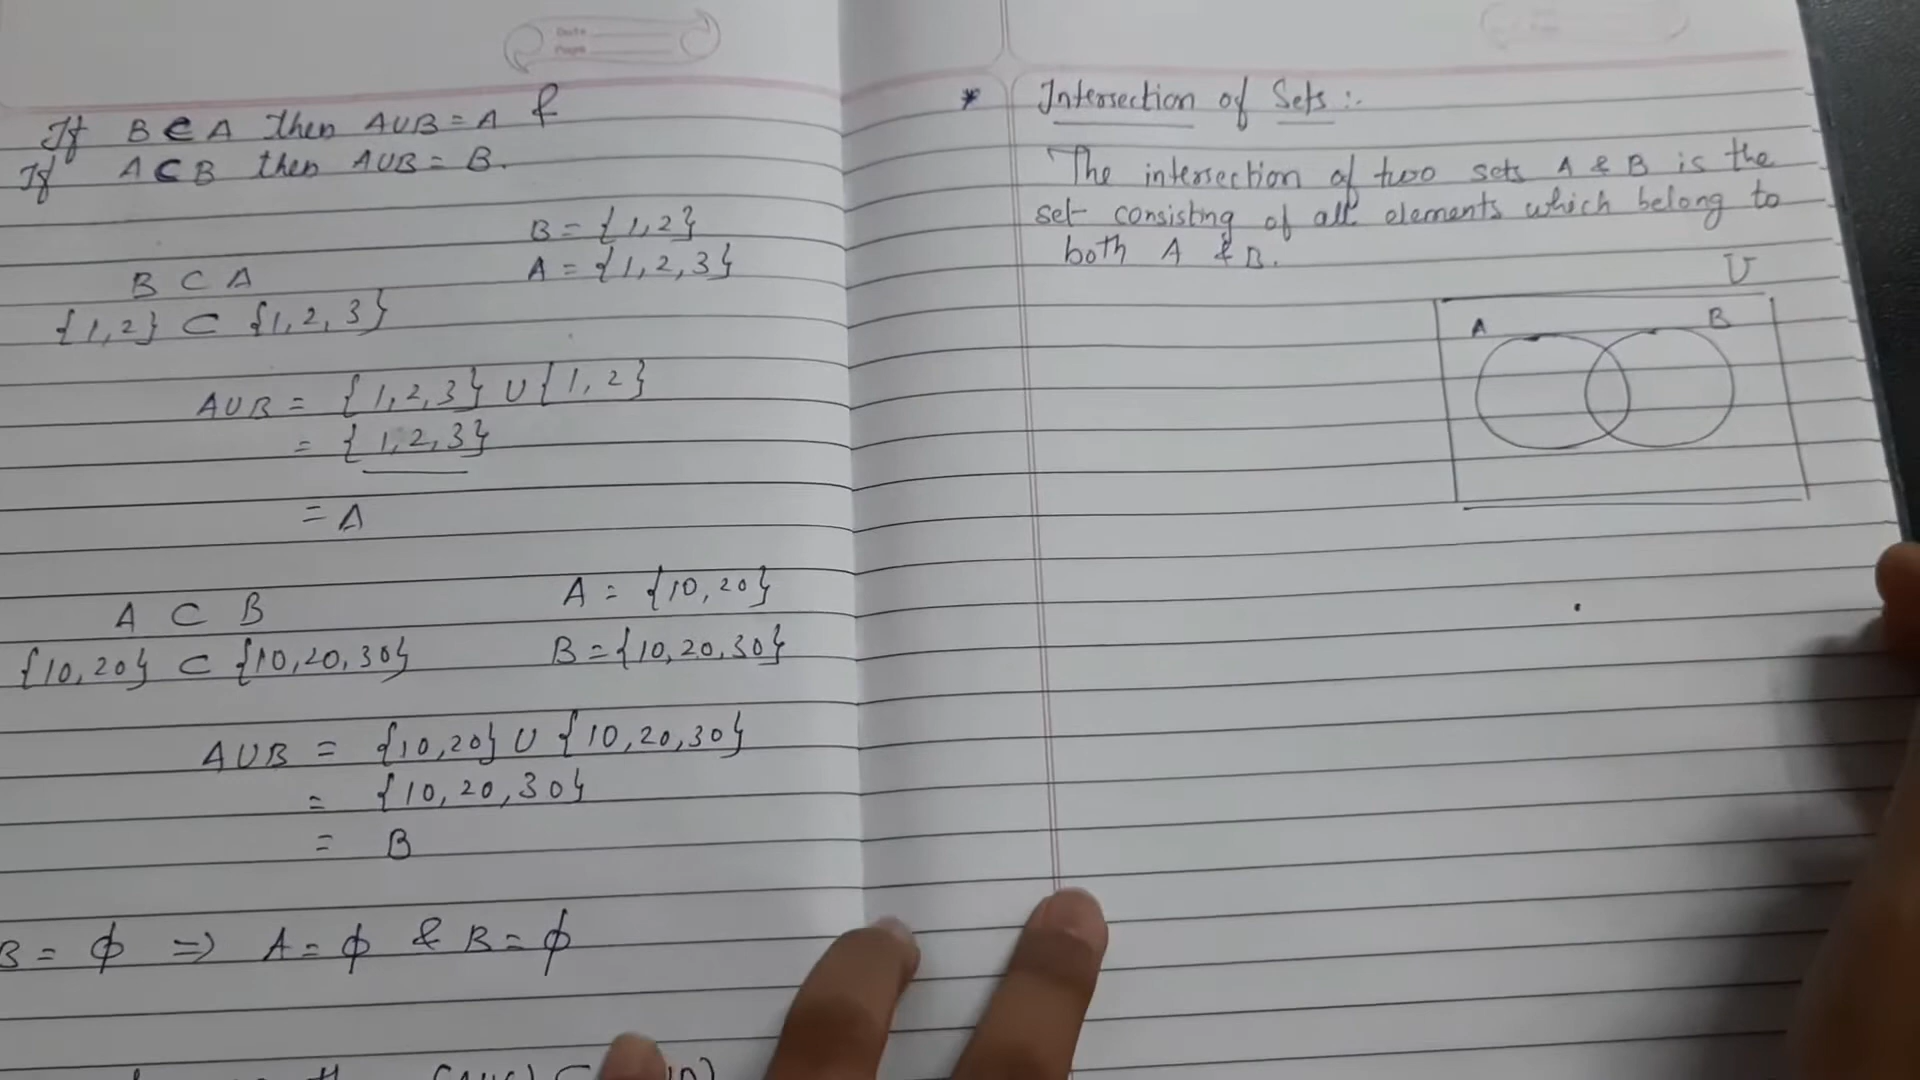 Date
Page
If B ⊂ A then A∪B = A &
If A ⊂ B then A∪B = B.
B = {1,2}
B ⊂ A
A = {1,2,3}
{1,2} ⊂ {1,2,3}
A∪B = {1,2,3} ∪ {1,2}
= {1,2,3}
= A
A ⊂ B
A = {10,20}
{10,20} ⊂ {10,20,30}
B = {10,20,30}
A∪B = {10,20} ∪ {10,20,30}
= {10,20,30}
= B
B = ϕ ⇒ A = ϕ & B = ϕ
* Intersection of Sets :-
The intersection of two sets A & B is the
set consisting of all elements which belong to
both A & B.
U
A B